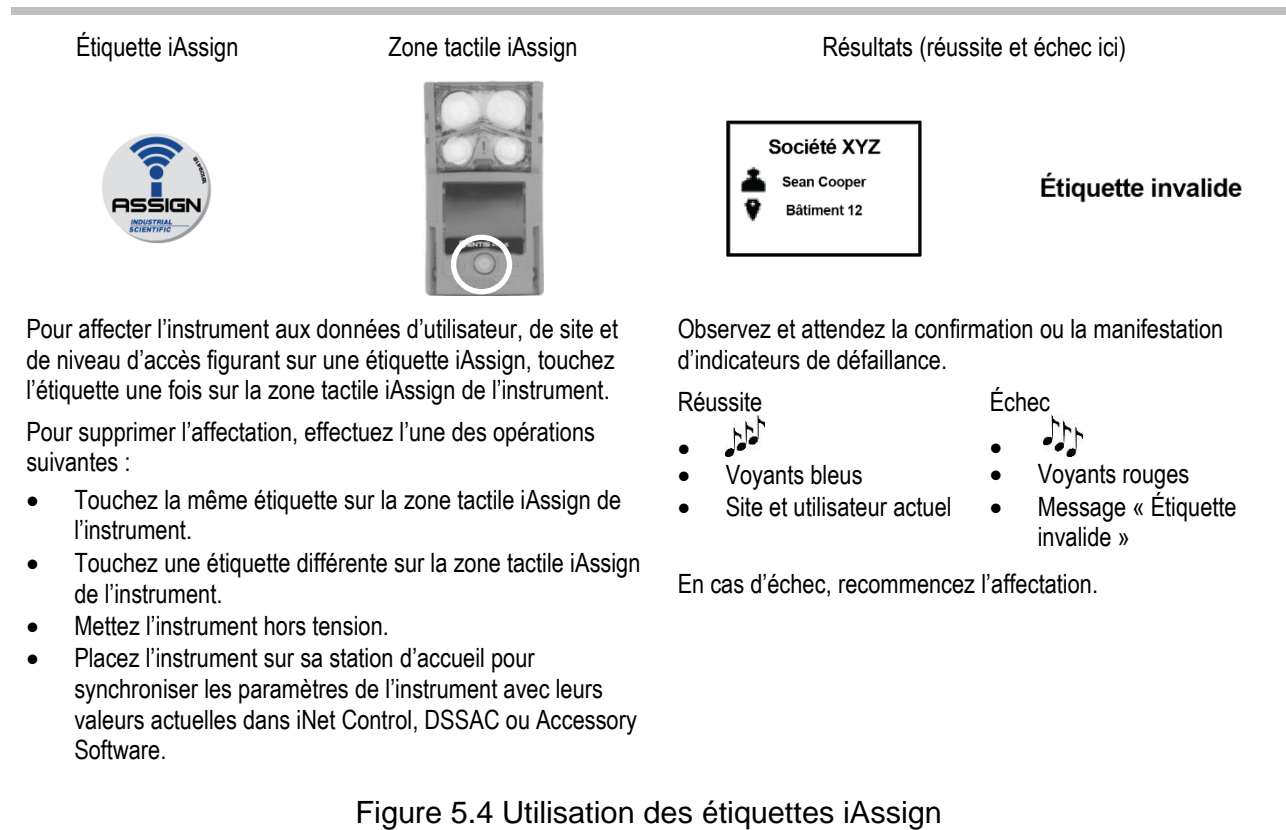 Étiquette iAssign
Zone tactile iAssign
Résultats (réussite et échec ici)
ASSIGN
INDUSTRIAL
SCIENTIFIC
Société XYZ
Sean Cooper
Bâtiment 12
Étiquette invalide
Pour affecter l’instrument aux données d’utilisateur, de site et
de niveau d’accès figurant sur une étiquette iAssign, touchez
l’étiquette une fois sur la zone tactile iAssign de l’instrument.
Pour supprimer l’affectation, effectuez l’une des opérations
suivantes :
• Touchez la même étiquette sur la zone tactile iAssign de
l’instrument.
• Touchez une étiquette différente sur la zone tactile iAssign
de l’instrument.
• Mettez l’instrument hors tension.
• Placez l’instrument sur sa station d’accueil pour
synchroniser les paramètres de l’instrument avec leurs
valeurs actuelles dans iNet Control, DSSAC ou Accessory
Software.
Observez et attendez la confirmation ou la manifestation
d’indicateurs de défaillance.
Réussite
•
• Voyants bleus
• Site et utilisateur actuel
Échec
•
• Voyants rouges
• Message « Étiquette
invalide »
En cas d’échec, recommencez l’affectation.
Figure 5.4 Utilisation des étiquettes iAssign